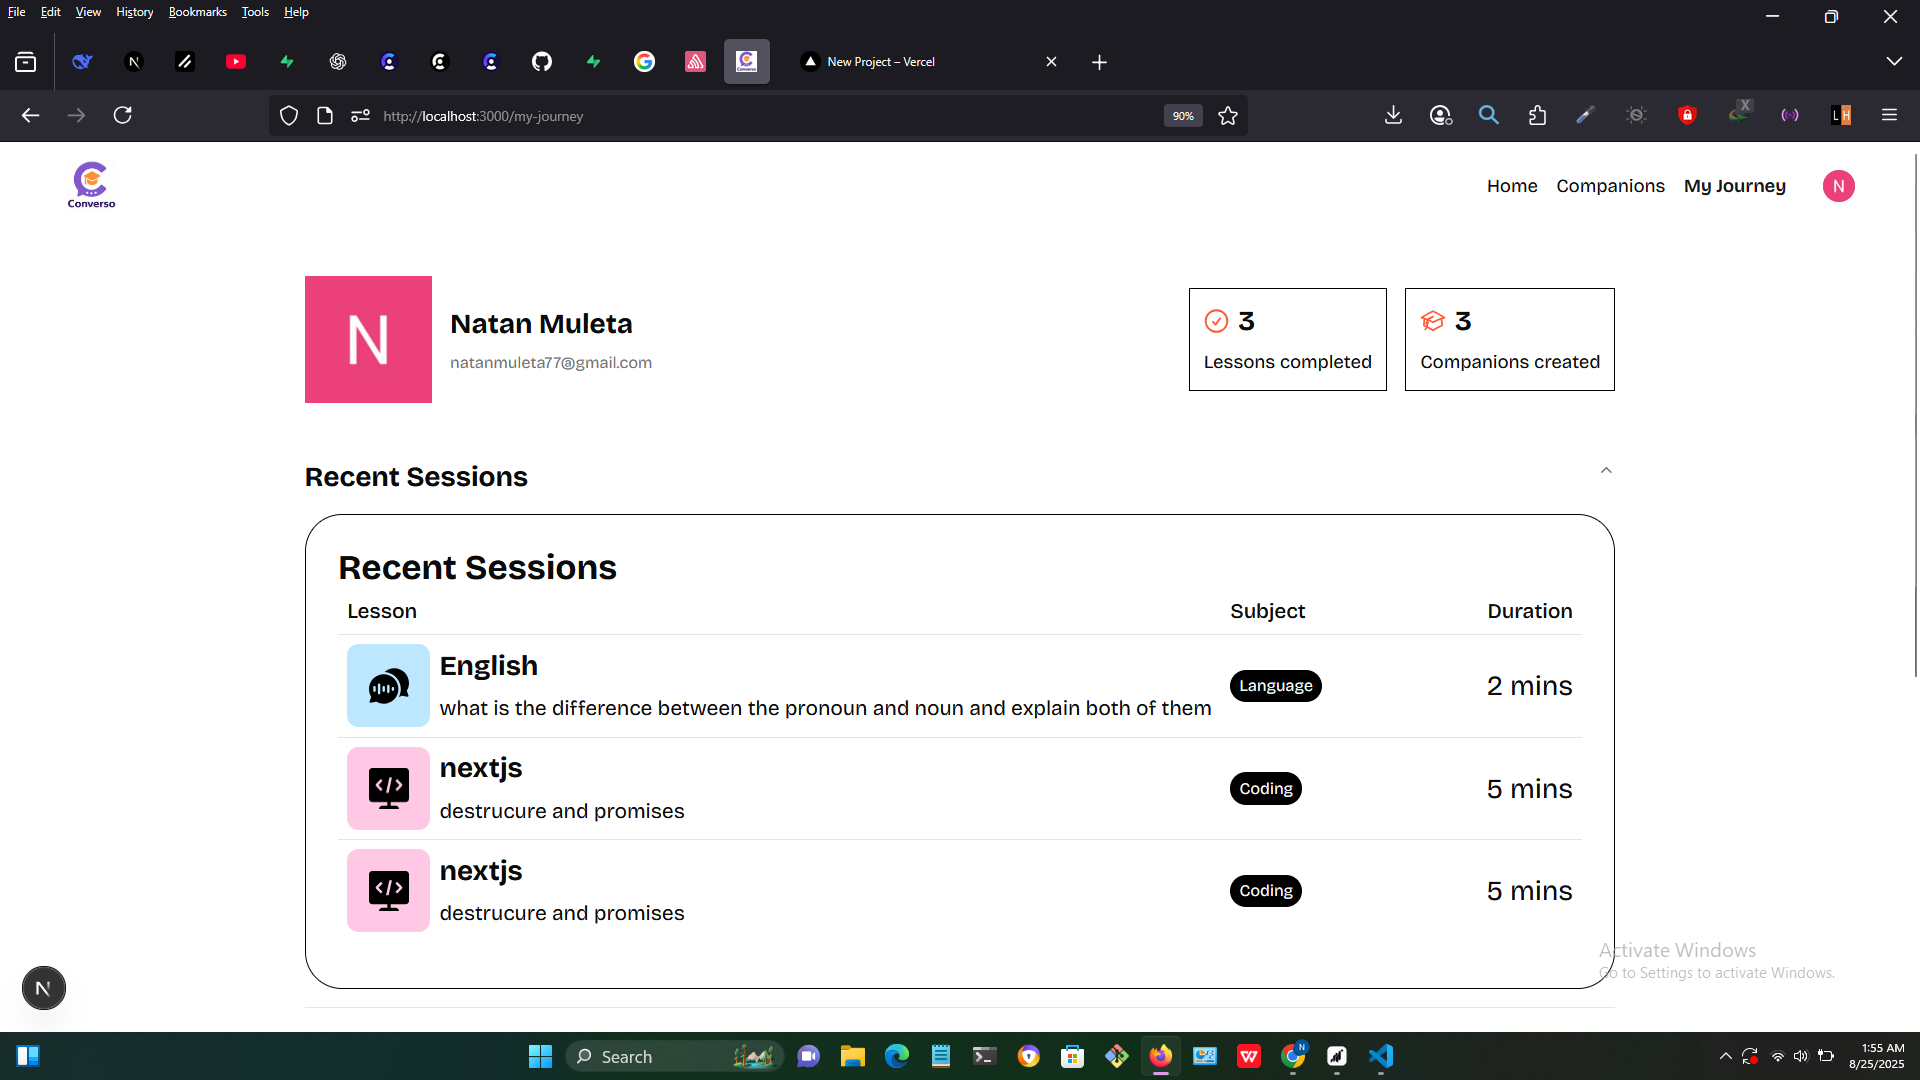 File Edit View History Bookmarks Tools Help
New Project – Vercel
http://localhost:3000/my-journey
90%
Converso
Home Companions My Journey N
N
Natan Muleta
natanmuleta77@gmail.com
3
Lessons completed
3
Companions created
Recent Sessions
Recent Sessions
Lesson Subject Duration
English
what is the difference between the pronoun and noun and explain both of them
Language
2 mins
nextjs
destrucure and promises
Coding
5 mins
nextjs
destrucure and promises
Coding
5 mins
Activate Windows
Go to Settings to activate Windows.
N
Search
1:55 AM
8/25/2025